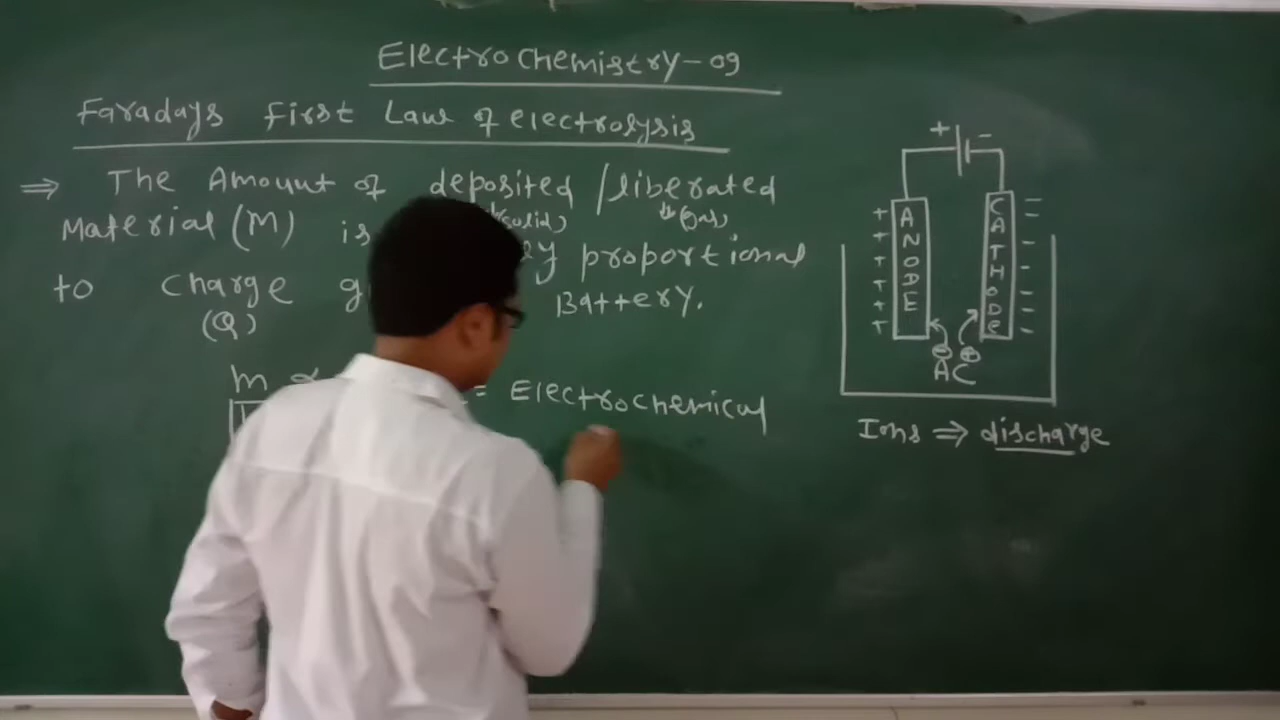 Electrochemistry-09
Faradays First Law of electrolysis
⇒ The Amount of deposited / liberated
(solid) ⇓ (gas)
Material (M) is proportional
to charge Battery.
(Q)
m ∝ = Electrochemical
+ -
ANODE
CATHODE
⊖ ⊕
A C
Ions ⇒ discharge